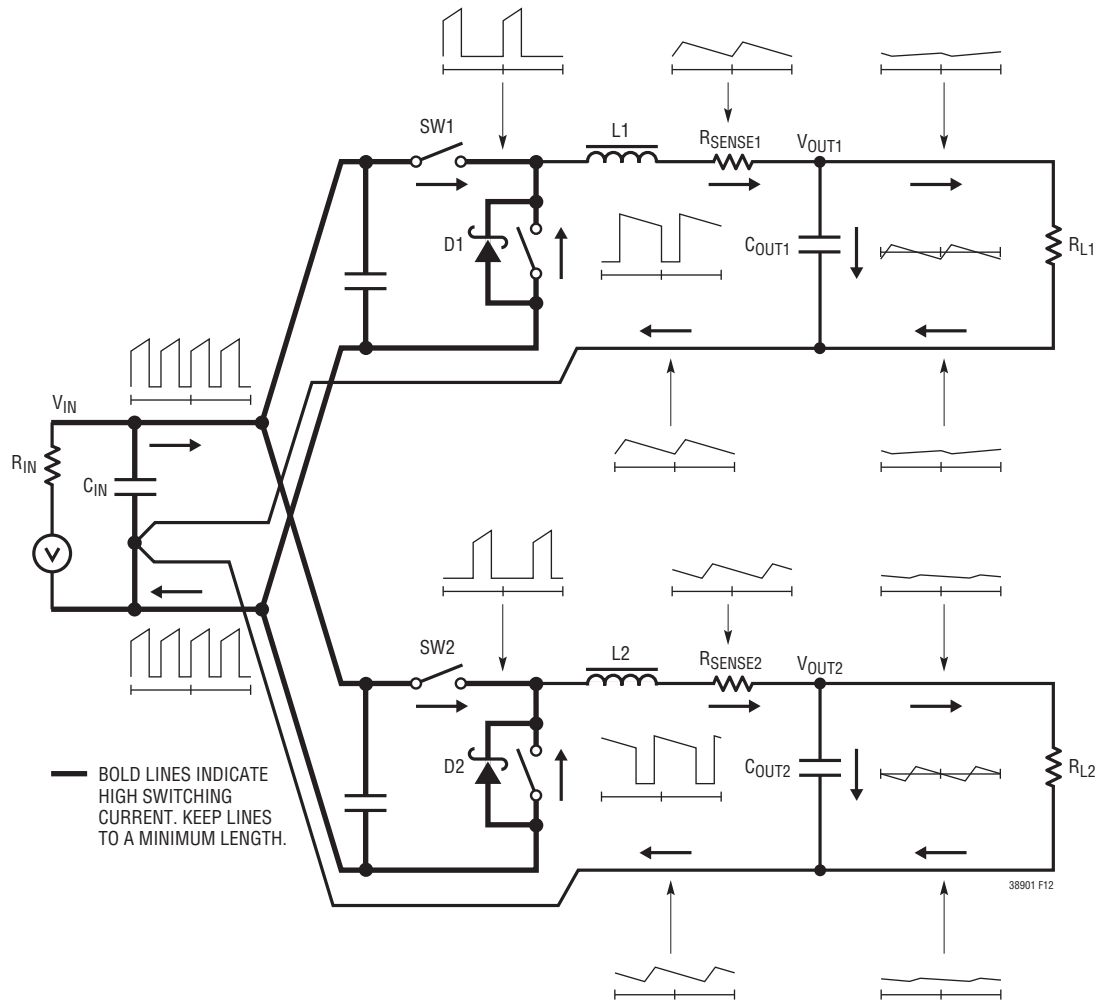 SW1
L1
RSENSE1
VOUT1
D1
COUT1
RL1
VIN
RIN
CIN
V
SW2
L2
RSENSE2
VOUT2
D2
COUT2
RL2
BOLD LINES INDICATE
HIGH SWITCHING
CURRENT. KEEP LINES
TO A MINIMUM LENGTH.
38901 F12